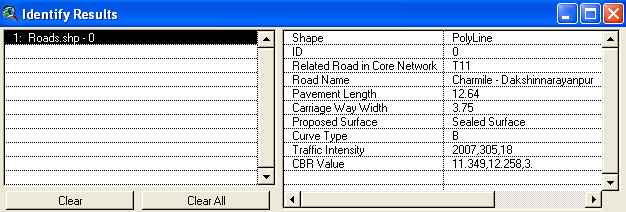 Identify Results
1: Roads.shp - 0
Shape PolyLine
ID 0
Related Road in Core Network T11
Road Name Charmile - Dakshinnarayanpur
Pavement Length 12.64
Carriage Way Width 3.75
Proposed Surface Sealed Surface
Curve Type B
Traffic Intensity 2007,305,18
CBR Value 11.349,12.258,3.
Clear Clear All